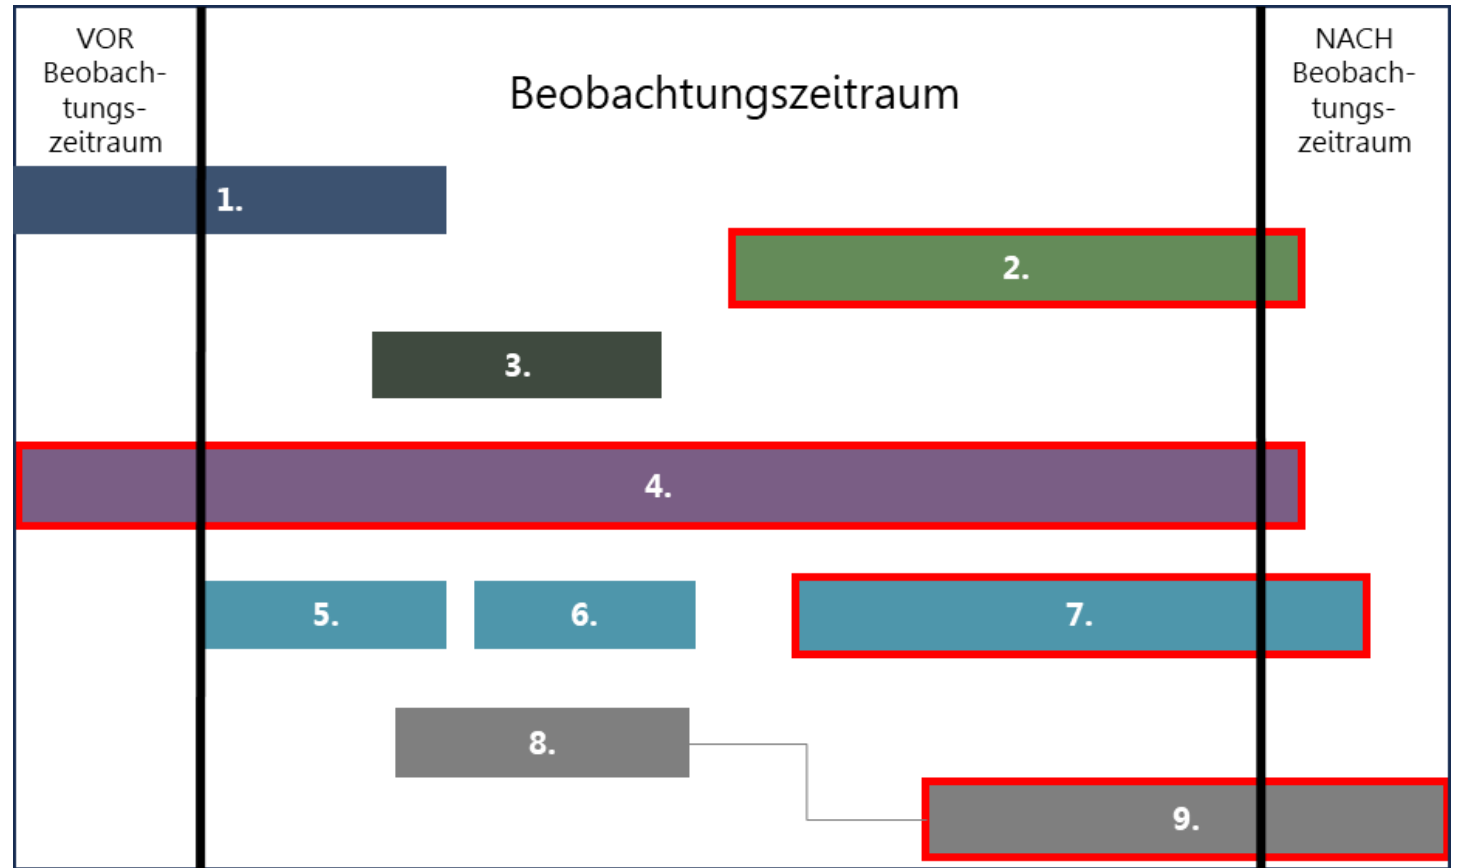 VOR
Beobach-
tungs-
zeitraum
Beobachtungszeitraum
NACH
Beobach-
tungs-
zeitraum
1.
2.
3.
4.
5.
6.
7.
8.
9.